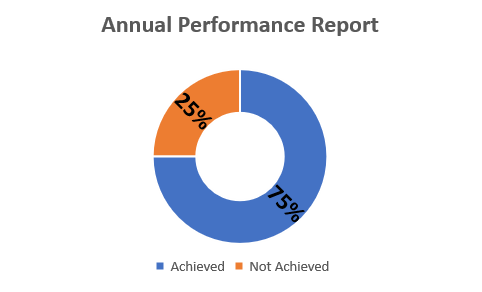 Annual Performance Report
25%
75%
Achieved Not Achieved